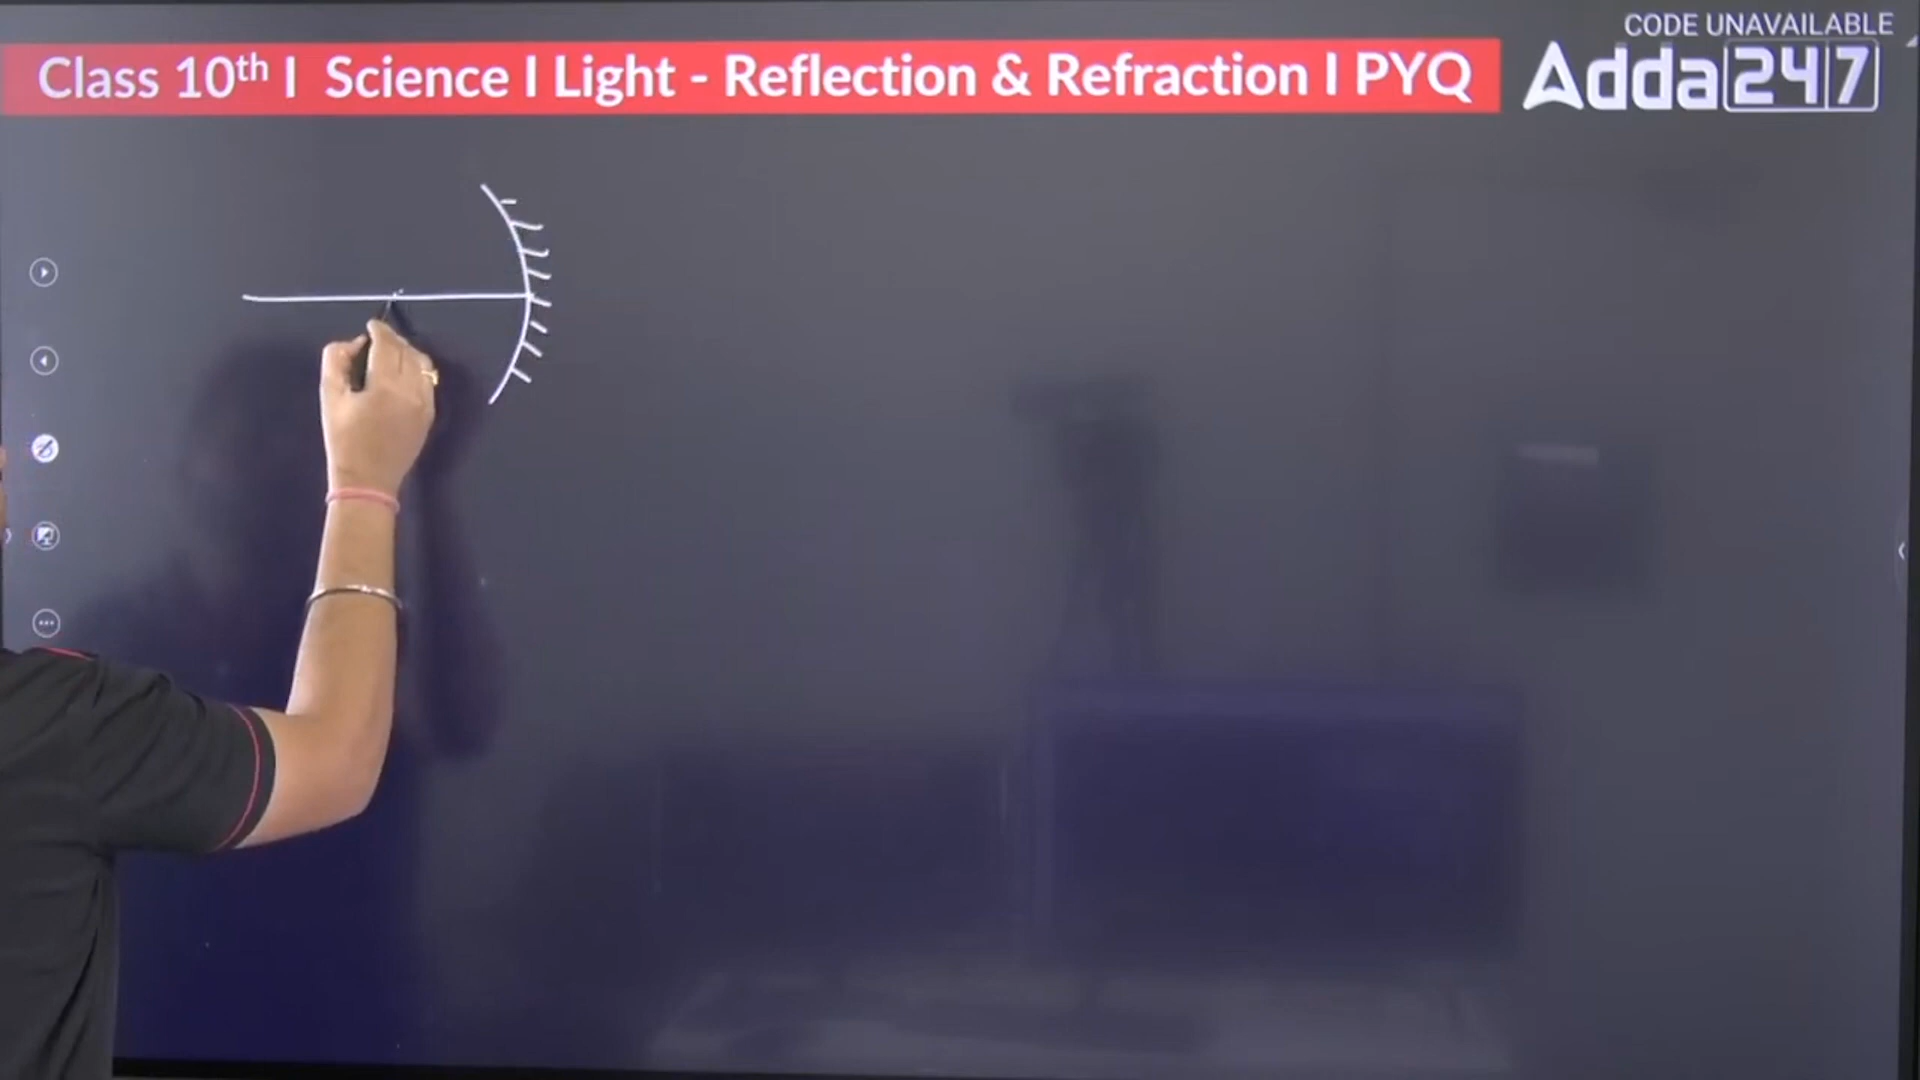 CODE UNAVAILABLE
Class 10th I Science I Light - Reflection & Refraction I PYQ
Adda247